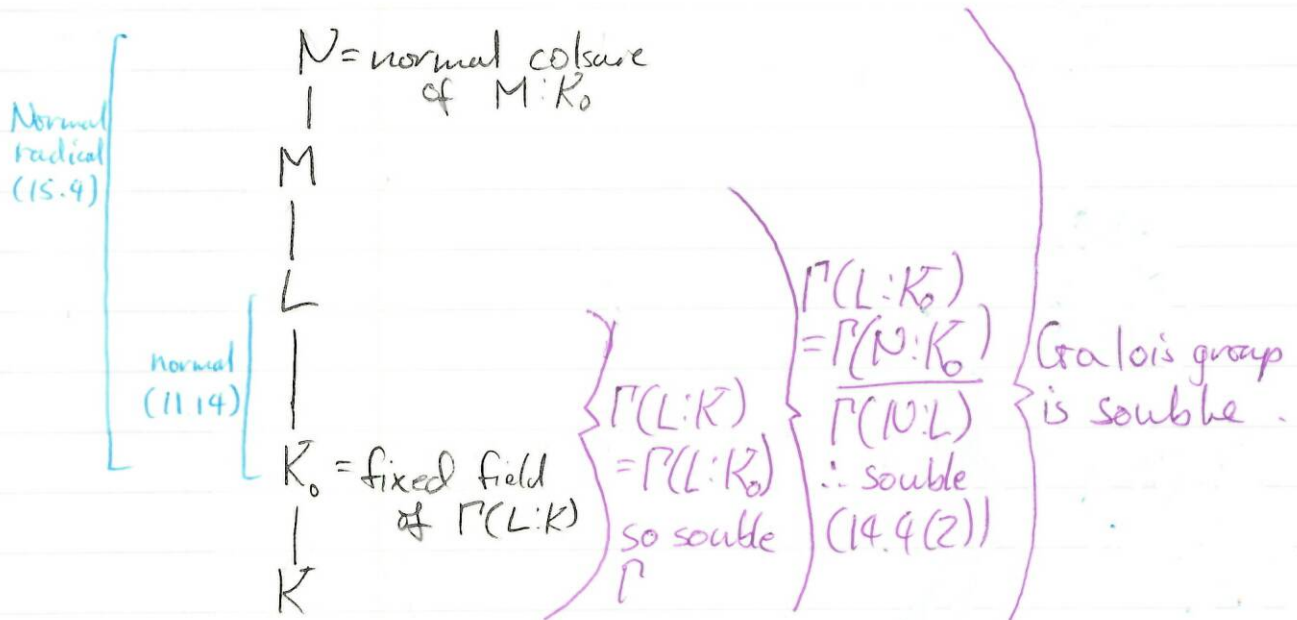 N = normal colsure
of M:K₀
Normal
radical
(15.9)
M
L
normal
(11 14)
K₀ = fixed field
of Γ(L:K)
K
Γ(L:K)
= Γ(L:K₀)
so souble
Γ
Γ(L:K₀)
= Γ(N:K₀)
Γ(N:L)
∴ souble
(14.4(2))
Galois group
is souble.